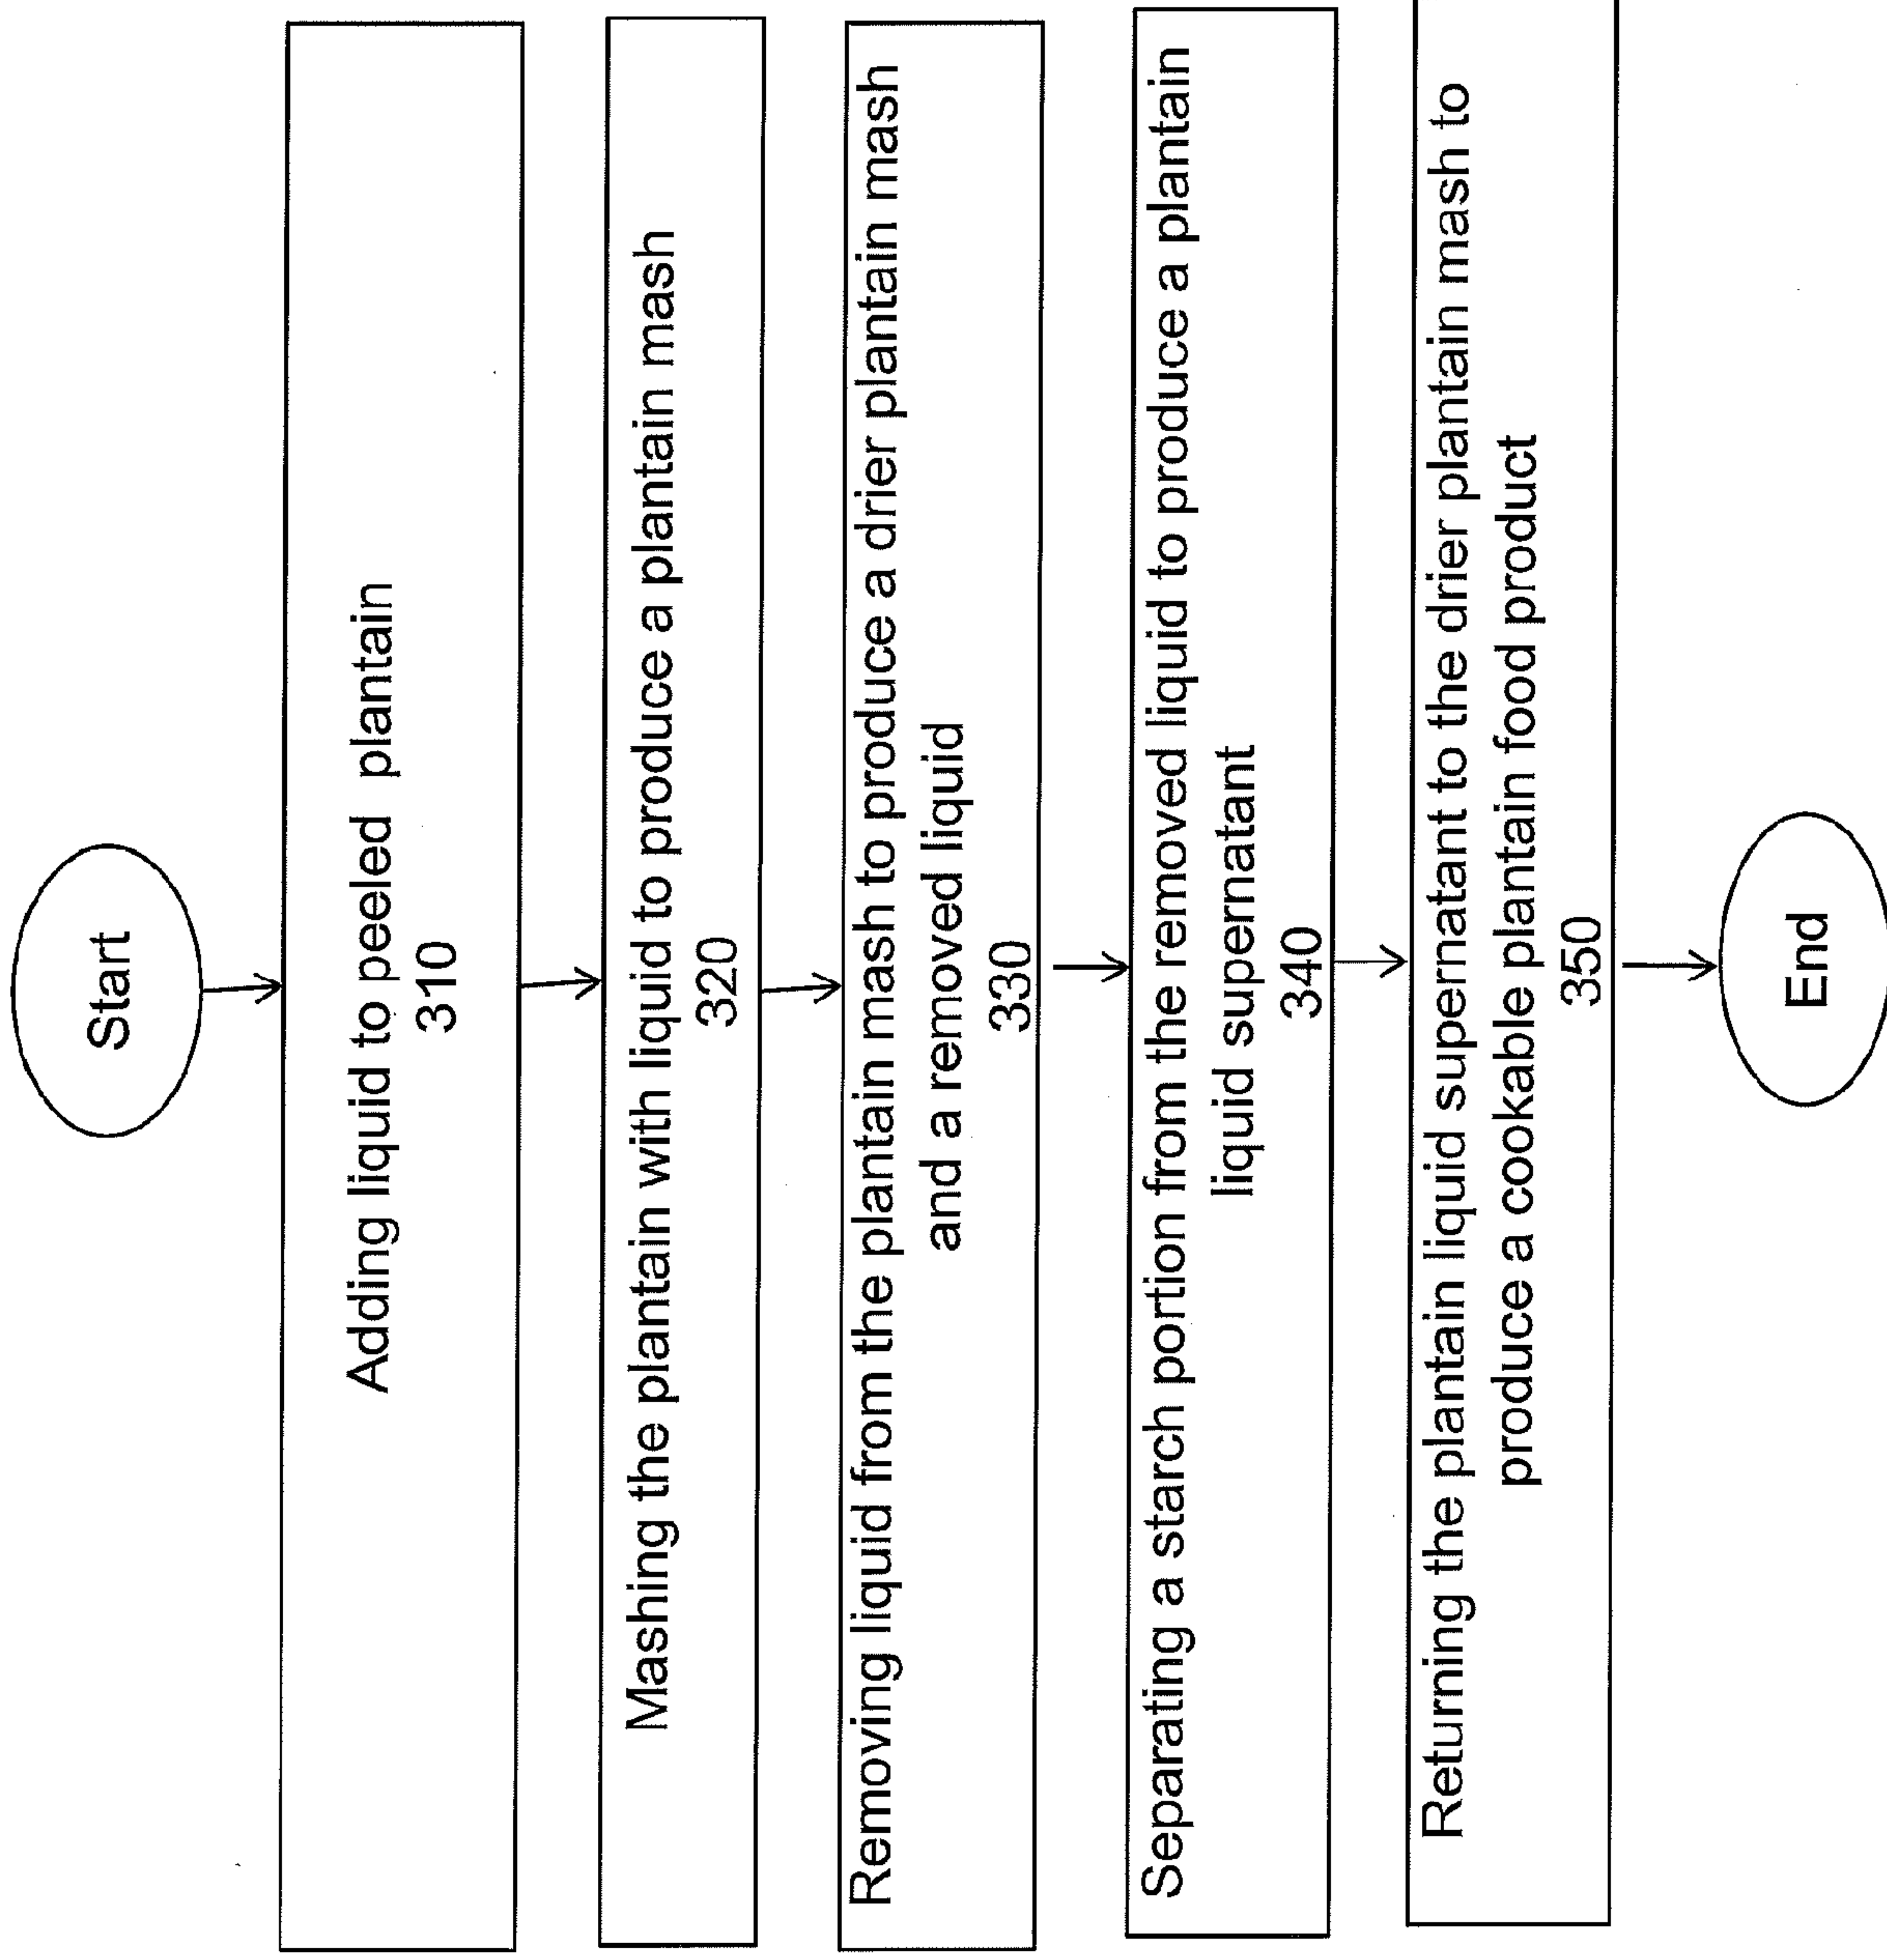 Start
Adding liquid to peeled plantain
310
Mashing the plantain with liquid to produce a plantain mash
320
Removing liquid from the plantain mash to produce a drier plantain mash
and a removed liquid
330
Separating a starch portion from the removed liquid to produce a plantain
liquid supernatant
340
Returning the plantain liquid supernatant to the drier plantain mash to
produce a cookable plantain food product
350
End